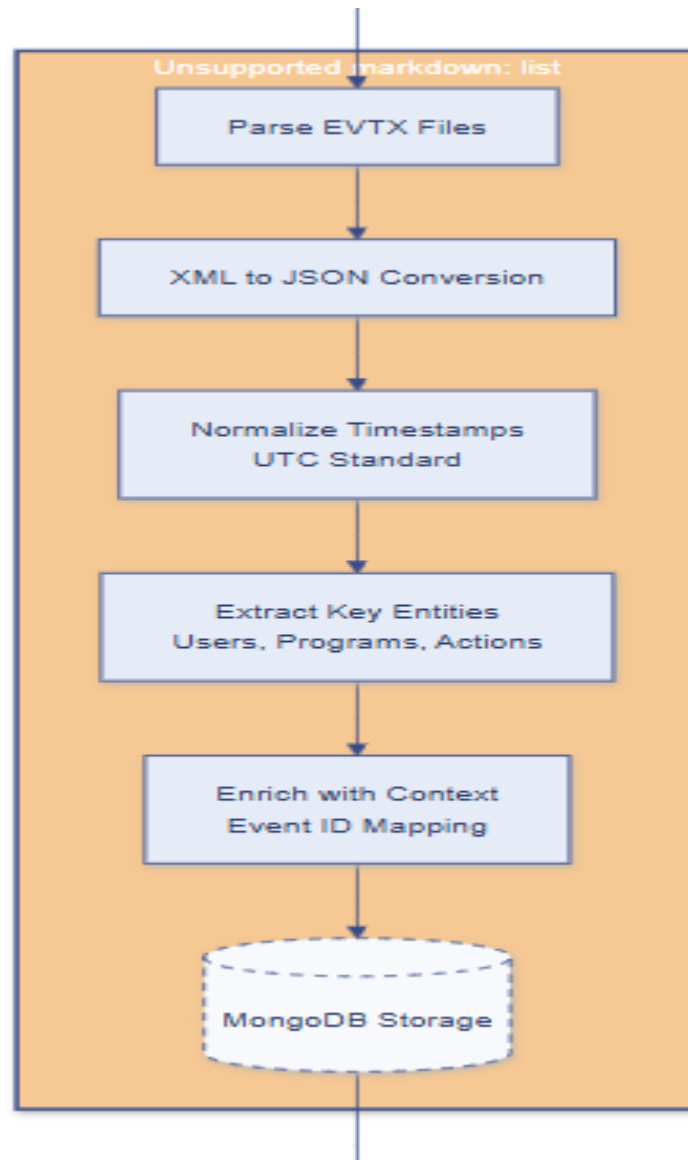 Unsupported markdown: list
Parse EVTX Files
XML to JSON Conversion
Normalize Timestamps
UTC Standard
Extract Key Entities
Users, Programs, Actions
Enrich with Context
Event ID Mapping
MongoDB Storage